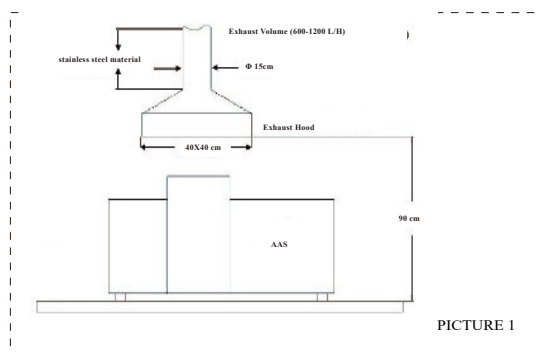 Exhaust Volume (600-1200 L/H)
)
stainless steel material
Φ 15cm
Exhaust Hood
40X40 cm
90 cm
AAS
PICTURE 1